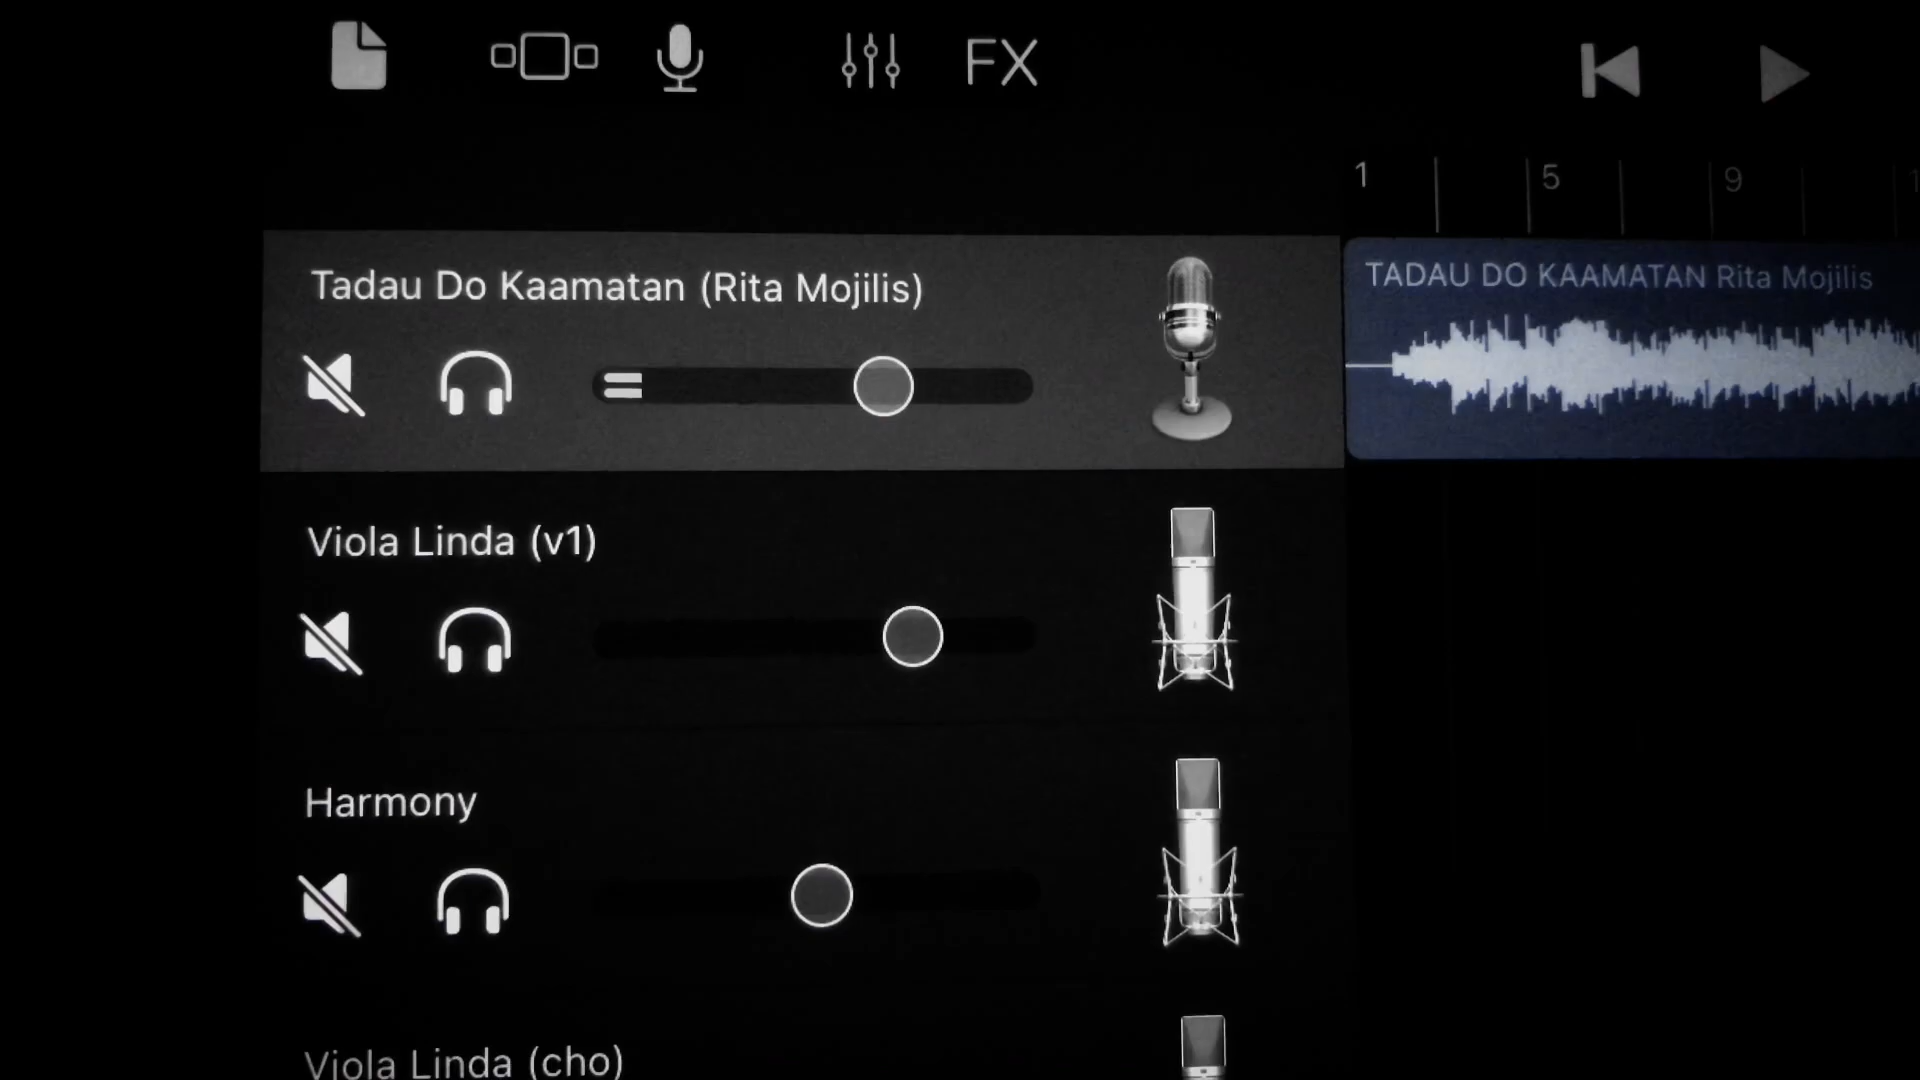 FX
1 5 9
Tadau Do Kaamatan (Rita Mojilis)
TADAU DO KAAMATAN Rita Mojilis
Viola Linda (v1)
Harmony
Viola Linda (cho)